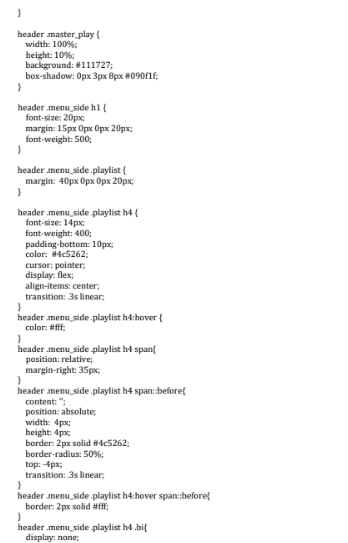 }
header .master_play {
width: 100%;
height: 10%;
background: #111727;
box-shadow: 0px 3px 8px #090f1f;
}
header .menu_side h1 {
font-size: 20px;
margin: 15px 0px 0px 20px;
font-weight: 500;
}
header .menu_side .playlist {
margin: 40px 0px 0px 20px;
}
header .menu_side .playlist h4 {
font-size: 14px;
font-weight: 400;
padding-bottom: 10px;
color: #4c5262;
cursor: pointer;
display: flex;
align-items: center;
transition: .3s linear;
}
header .menu_side .playlist h4:hover {
color: #fff;
}
header .menu_side .playlist h4 span{
position: relative;
margin-right: 35px;
}
header .menu_side .playlist h4 span::before{
content: '';
position: absolute;
width: 4px;
height: 4px;
border: 2px solid #4c5262;
border-radius: 50%;
top: -4px;
transition: .3s linear;
}
header .menu_side .playlist h4:hover span::before{
border: 2px solid #fff;
}
header .menu_side .playlist h4 .bi{
display: none;